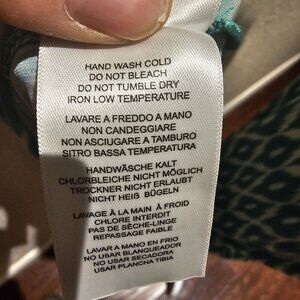 HAND WASH COLD
DO NOT BLEACH
DO NOT TUMBLE DRY
IRON LOW TEMPERATURE
LAVARE A FREDDO A MANO
NON CANDEGGIARE
NON ASCIUGARE A TAMBURO
SITRO BASSA TEMPERATURA
HANDWÄSCHE KALT
CHLORBLEICHE NICHT MÖGLICH
TROCKNER NICHT ERLAUBT
NICHT HEIß BÜGELN
LAVAGE À LA MAIN À FROID
CHLORE INTERDIT
PAS DE SÈCHE-LINGE
REPASSAGE FAIBLE
LAVAR A MANO EN FRIO
NO USAR BLANQUEADOR
NO USAR SECADORA
USAR PLANCHA TIBIA